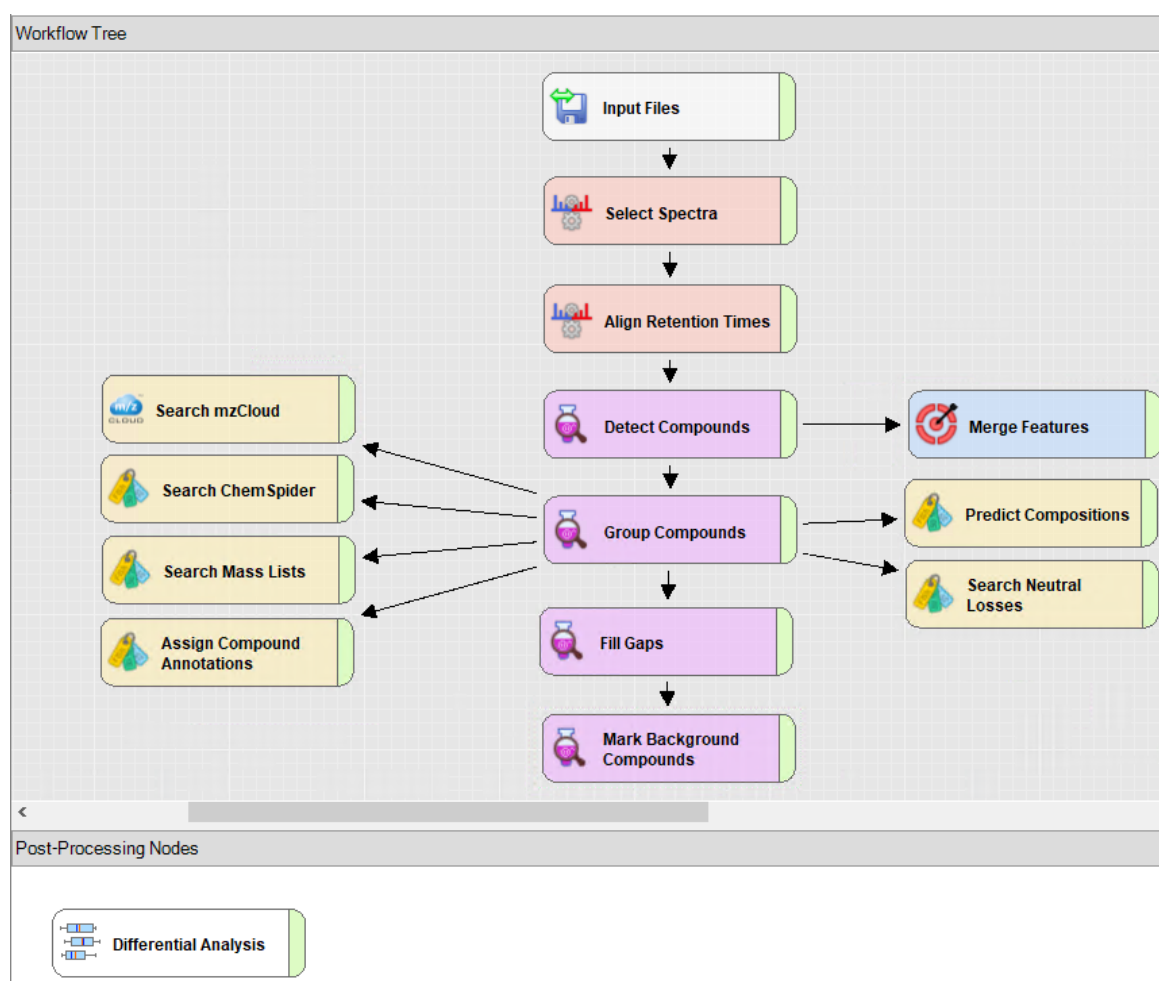 Workflow Tree
Input Files
Select Spectra
Align Retention Times
m/z
CLOUD
Search mzCloud
Detect Compounds
Merge Features
Search ChemSpider
Group Compounds
Predict Compositions
Search Mass Lists
Search Neutral
Losses
Assign Compound
Annotations
Fill Gaps
Mark Background
Compounds
Post-Processing Nodes
Differential Analysis